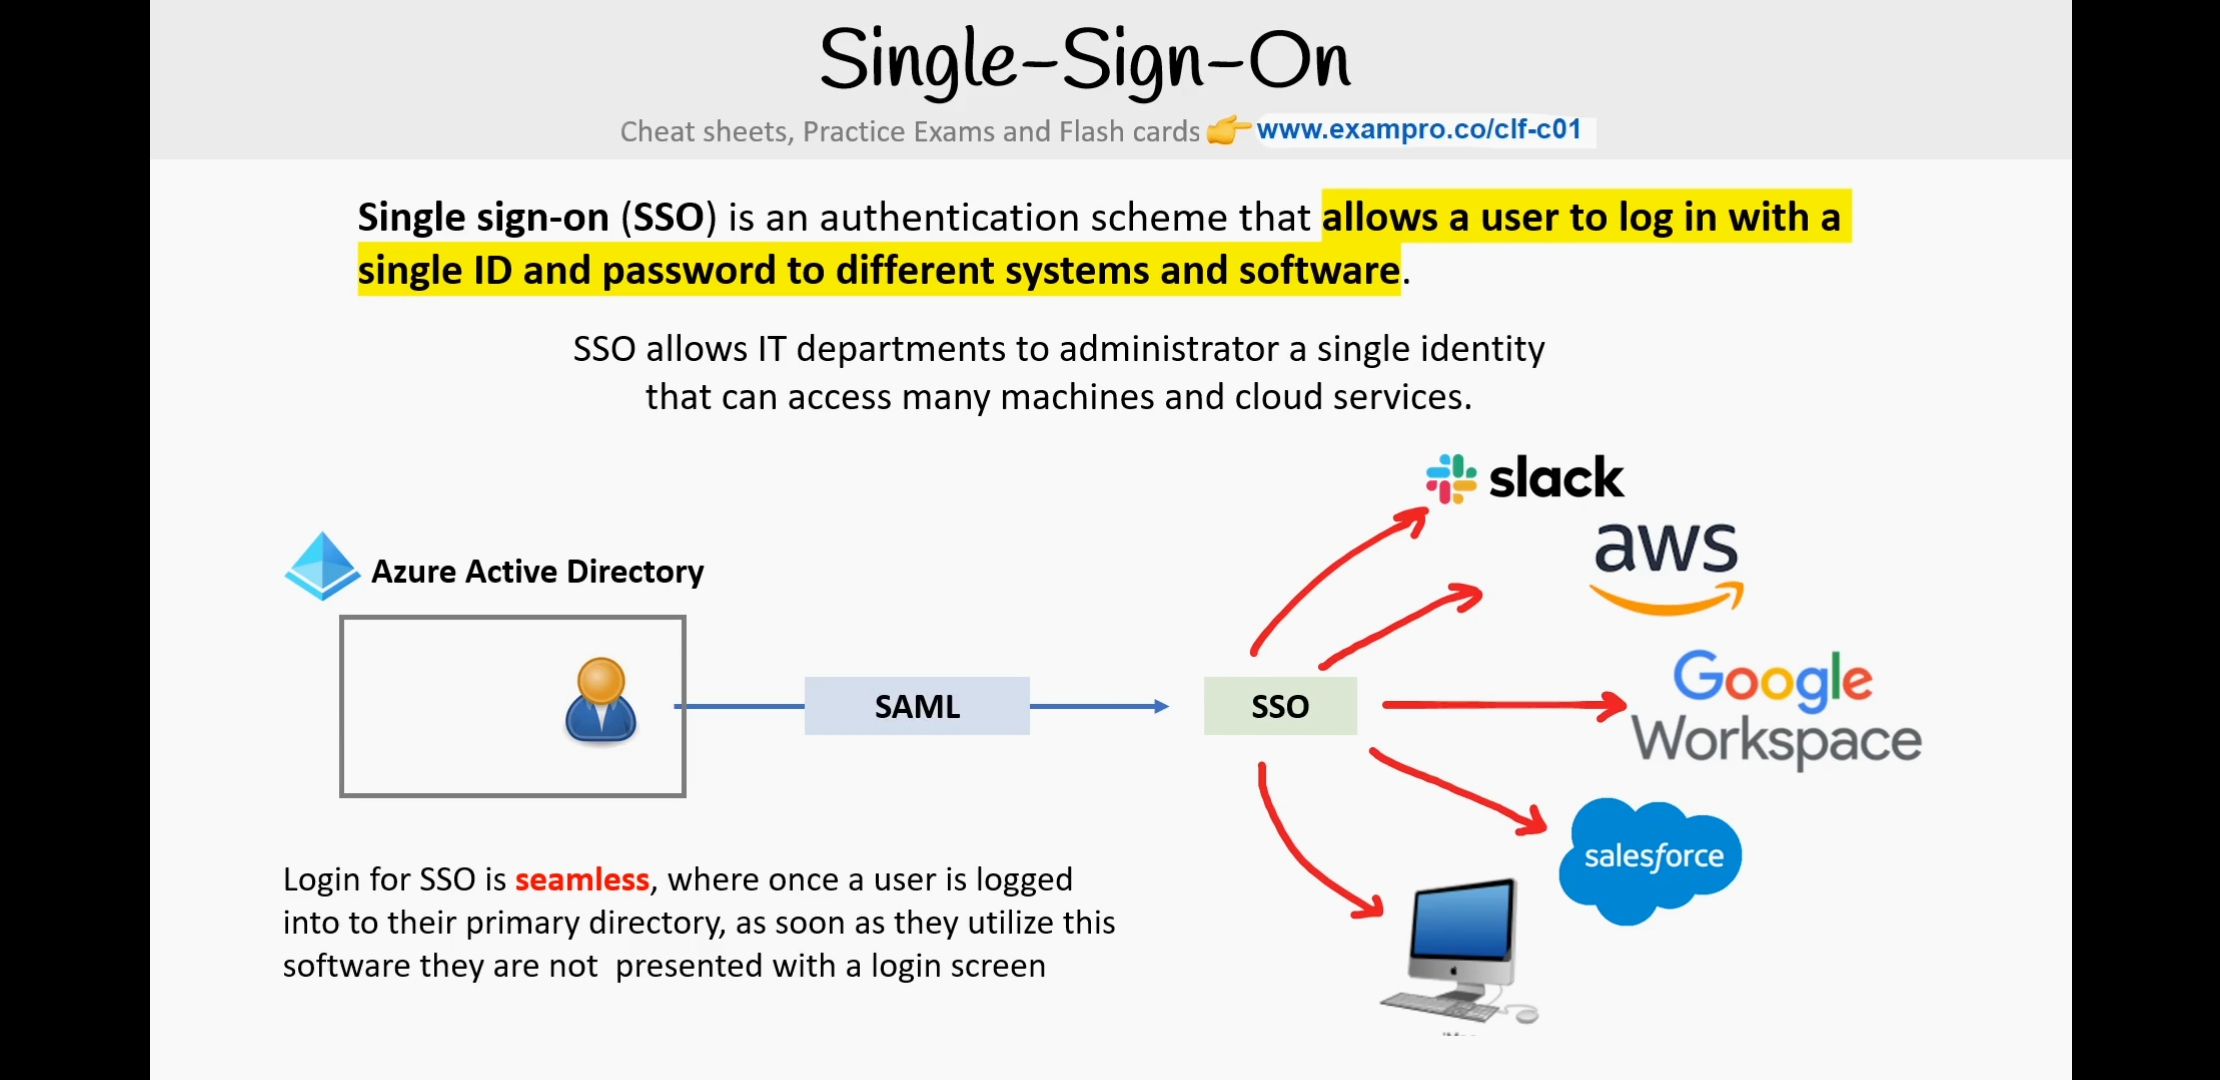 Single-Sign-On
Cheat sheets, Practice Exams and Flash cards 👉 www.exampro.co/clf-c01
Single sign-on (SSO) is an authentication scheme that allows a user to log in with a
single ID and password to different systems and software.
SSO allows IT departments to administrator a single identity
that can access many machines and cloud services.
slack
aws
Azure Active Directory
Google
Workspace
SAML
SSO
salesforce
Login for SSO is seamless, where once a user is logged
into to their primary directory, as soon as they utilize this
software they are not presented with a login screen